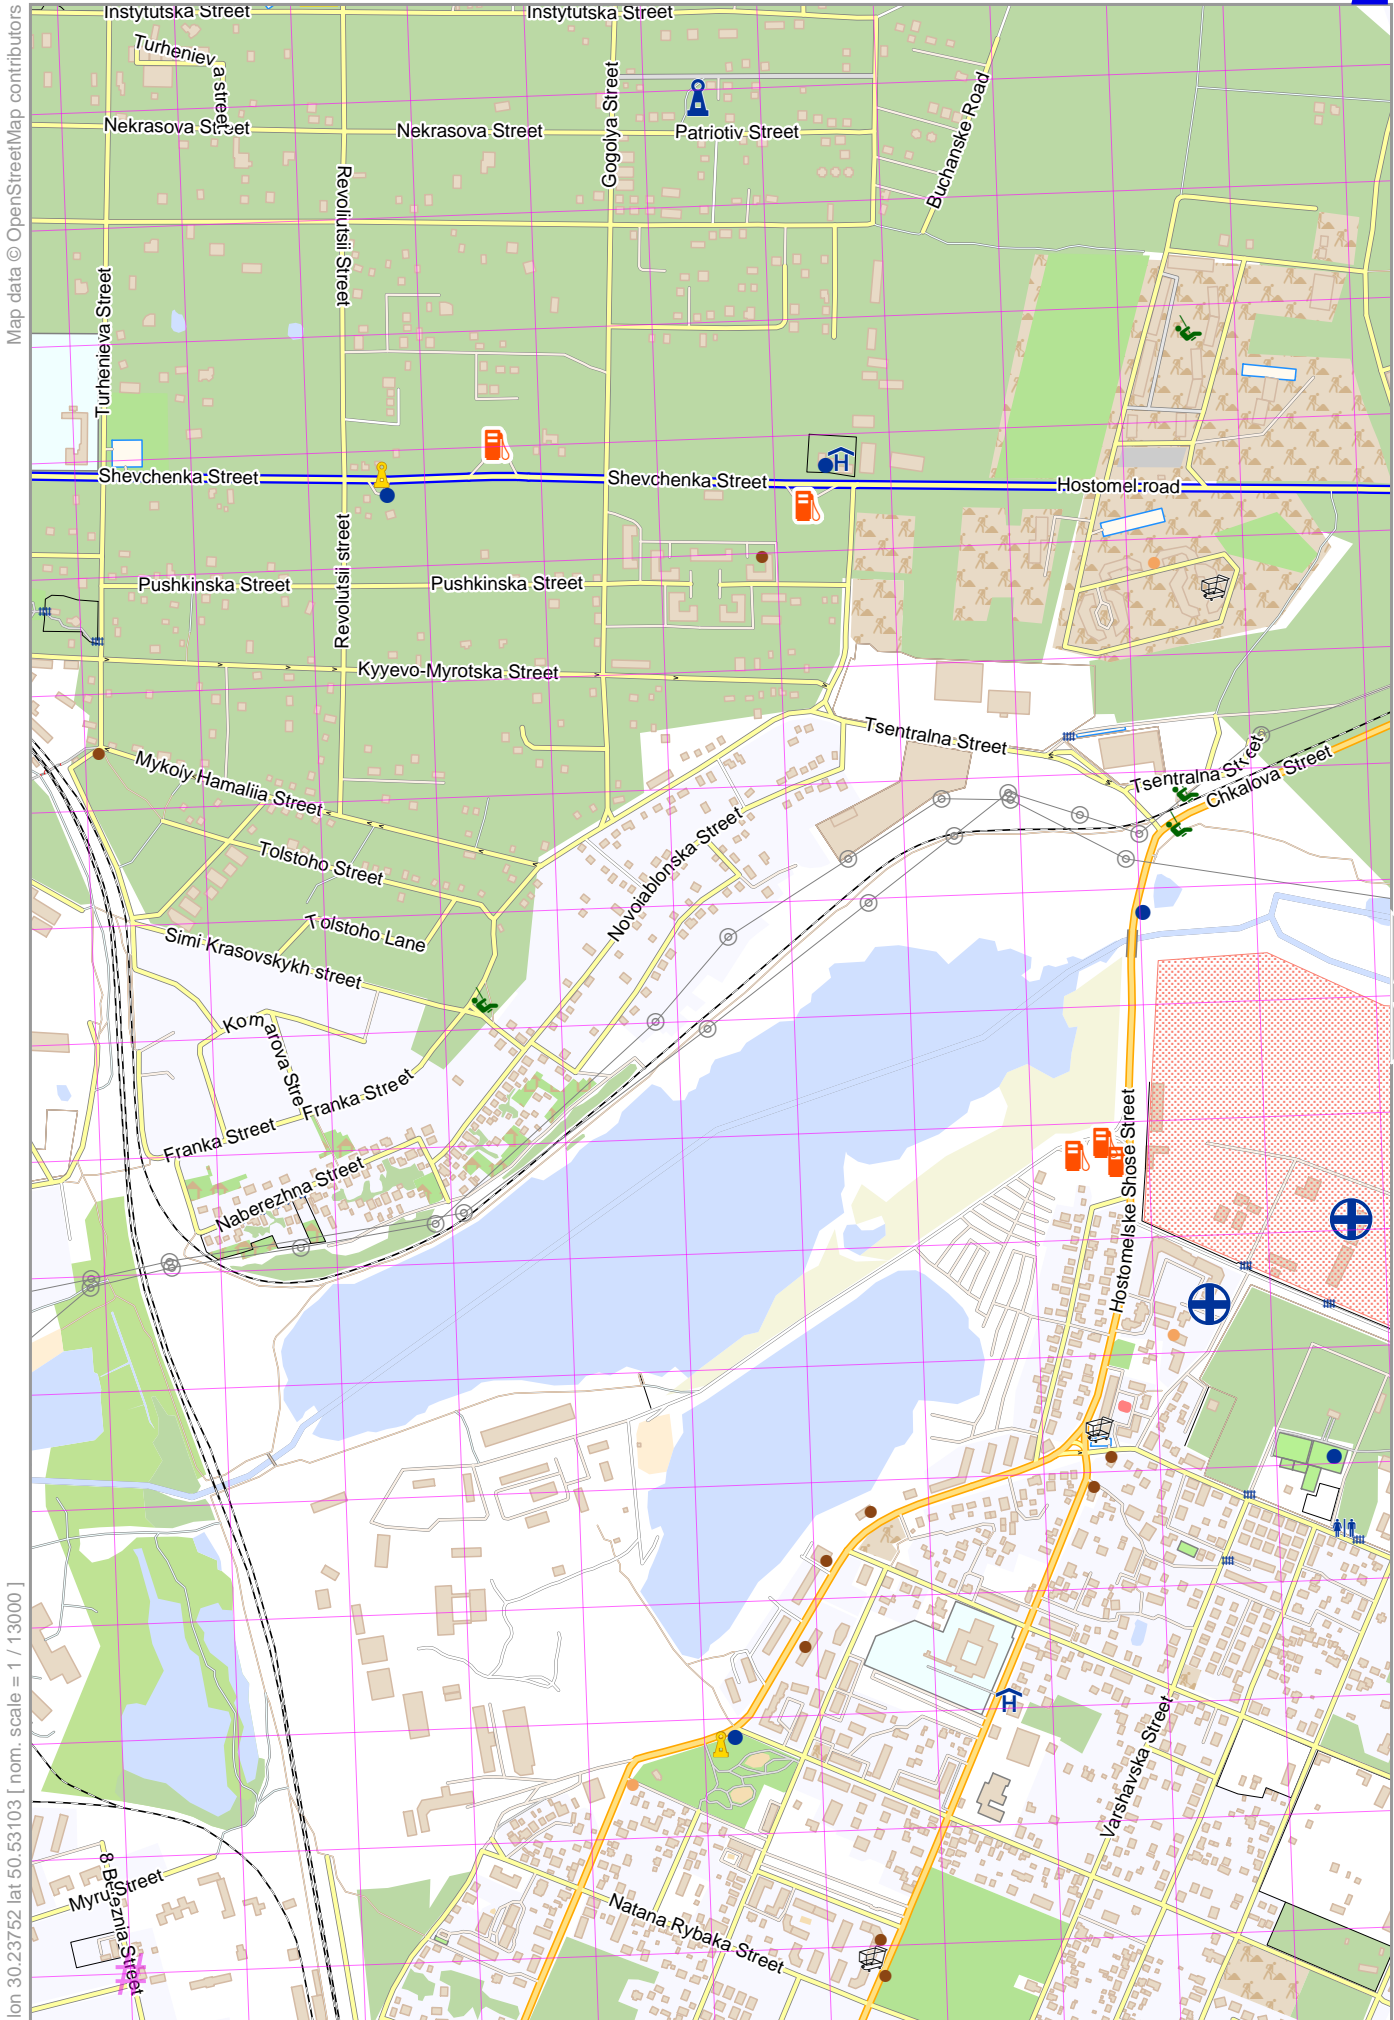 Map data © OpenStreetMap contributors
Instytutska Street
Instytutska Street
Turheniev a street
Nekrasova Street
Nekrasova Street
Patriotiv Street
Gogolya Street
Buchanske Road
Revoliutsii Street
Turhenieva Street
Shevchenka Street
Shevchenka Street
Hostomel road
H
Revolutsii street
Pushkinska Street
Pushkinska Street
Kyyevo-Myrotska Street
Tsentralna Street
Tsentralna Street
Chkalova Street
Mykoiy Hamaliia Street
Tolstoho Street
Novoiablonska Street
Tolstoho Lane
Simi Krasovskykh street
Komarova Stre
Franka Street
Franka Street
Naberezhna Street
Hostomelske Shose Street
H
Varshavska Street
8 Bereznia Street
Myru Street
Natana Rybaka Street
lon 30.23752 lat 50.53103 [ nom. scale = 1 / 13000 ]